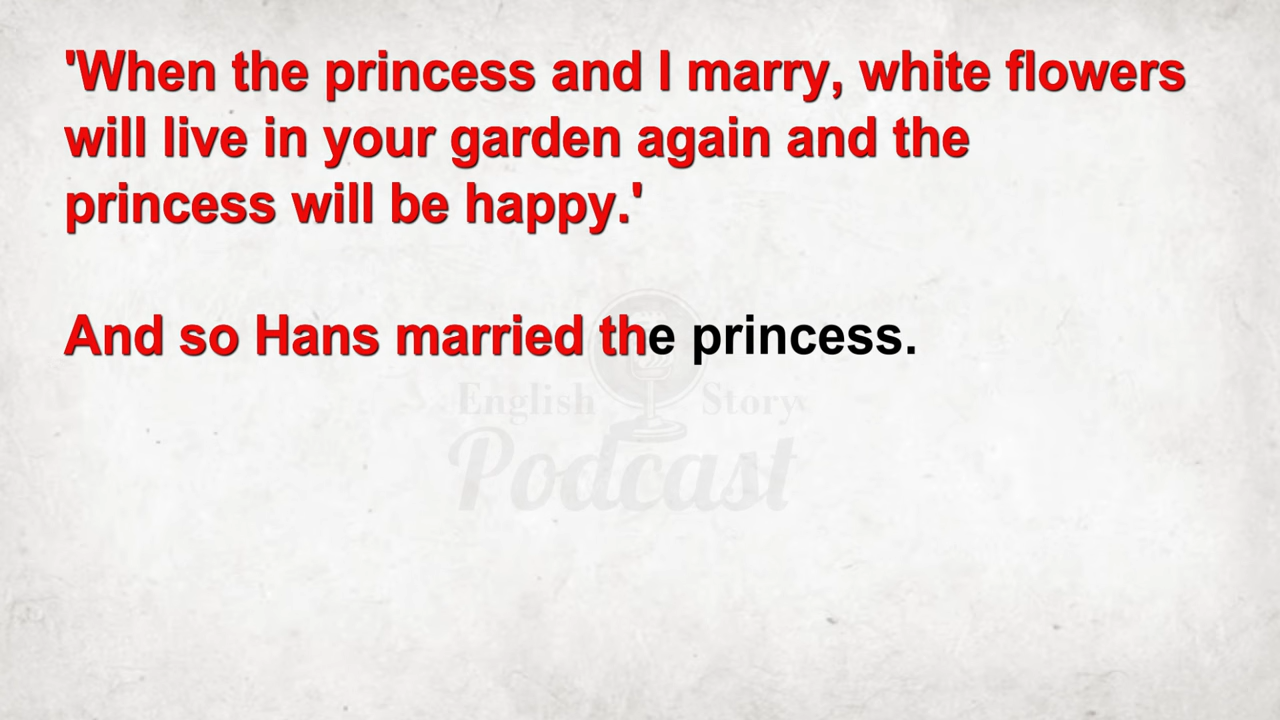 'When the princess and I marry, white flowers
will live in your garden again and the
princess will be happy.'
And so Hans married the princess.
English Story
Podcast